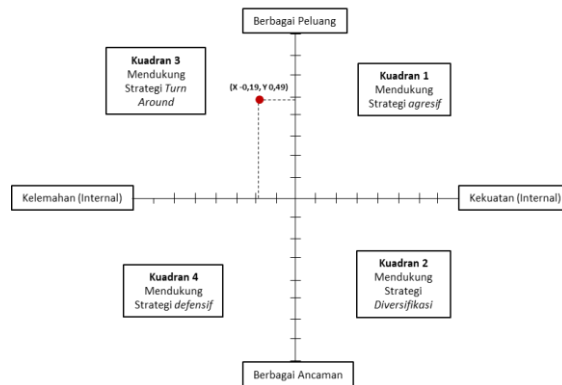 Berbagai Peluang
Kuadran 3
Mendukung
Strategi Turn
Around
(X -0,19, Y 0,49)
Kuadran 1
Mendukung
Strategi agresif
Kelemahan (Internal)
Kekuatan (Internal)
Kuadran 4
Mendukung
Strategi defensif
Kuadran 2
Mendukung
Strategi
Diversifikasi
Berbagai Ancaman